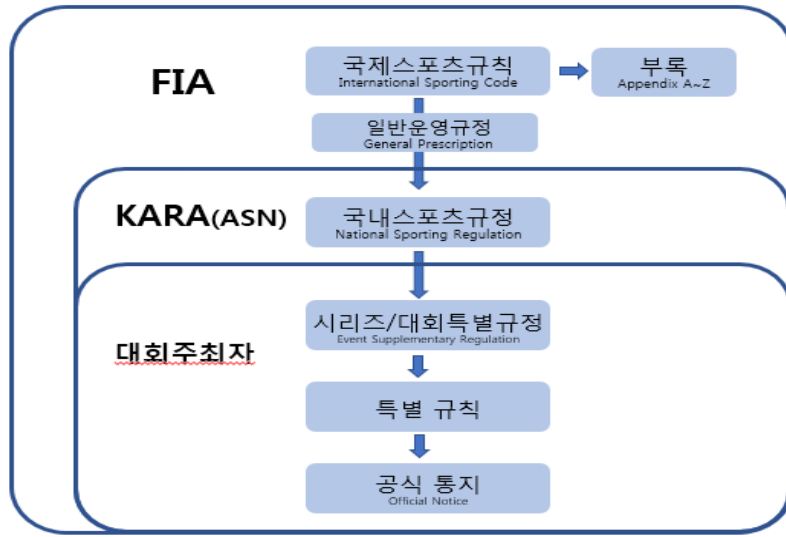 FIA
국제스포츠규칙
International Sporting Code
부록
Appendix A~Z
일반운영규정
General Prescription
KARA(ASN)
국내스포츠규정
National Sporting Regulation
대회주최자
시리즈/대회특별규정
Event Supplementary Regulation
특별 규칙
공식 통지
Official Notice